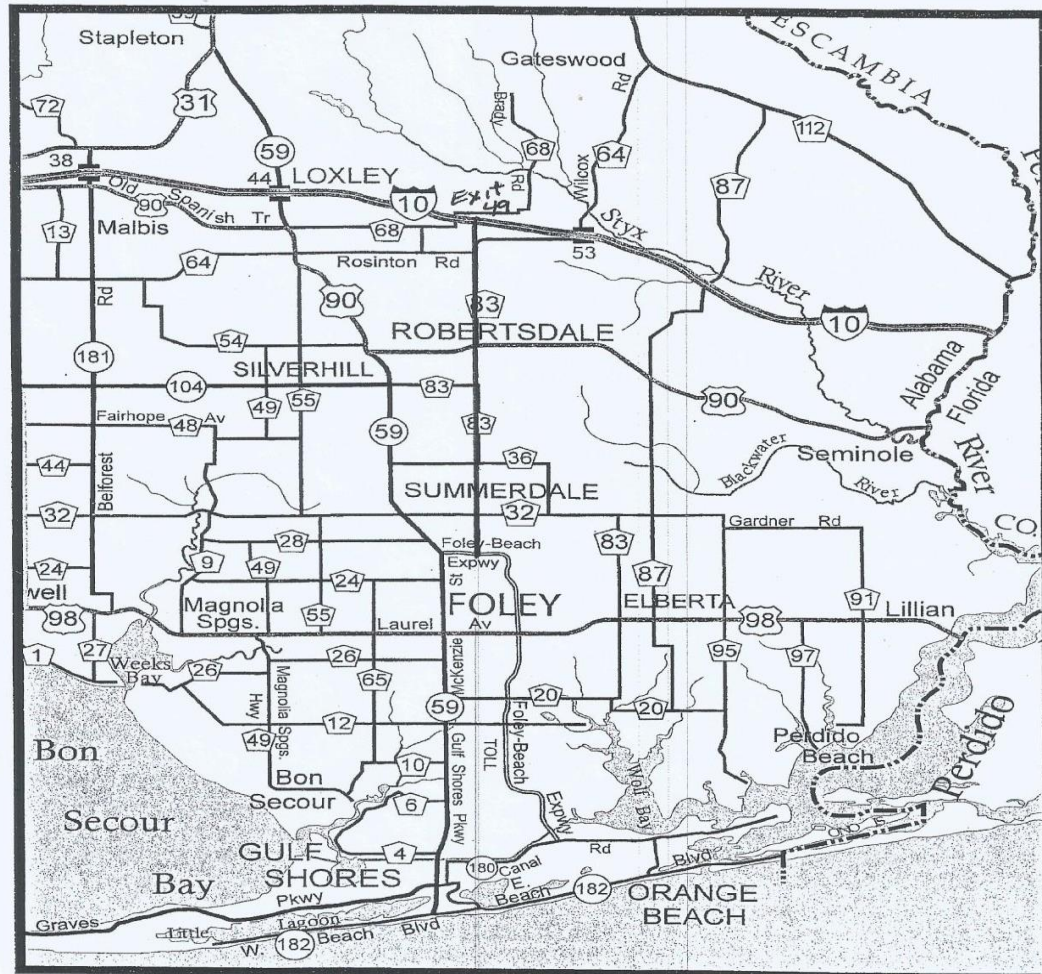 39
Stapleton
ESCAMBIA
Gateswood
Rd
72
31
Brady
112
59
68
64
87
38
44
LOXLEY
Rd
Wilcox
Exit
49
10
Old
90
Spanish
Tr
Styx
13
Malbis
68
53
64
Rosinton Rd
River
Rd
90
83
10
ROBERTSDALE
181
54
SILVERHILL
Alabama
Florida
104
83
49
55
90
Fairhope Av
48
59
83
Seminole
River
44
Belforest
36
Blackwater
River
SUMMERDALE
32
32
Gardner Rd
CO.
28
Foley-Beach
Expwy
83
9
49
24
24
St
87
91
well
Magnolia
Spgs.
55
FOLEY
ELBERTA
Lillian
98
Laurel Av
98
1
27
Weeks
Bay
26
26
65
McKenzie
95
97
Magnolia
Spgs.
Hwy
59
20
20
Foley-Beach
12
49
Perdido
Beach
Perdido
Bon
Bon
Secour
10
Gulf Shores Pkwy
TOLL
Wolf Bay
Secour
6
Expwy
GULF
SHORES
4
Rd
180
Canal
Bay
Pkwy
E
Beach
182
Blvd
ORANGE
BEACH
Graves
Little
Lagoon
W.
182
Beach
Blvd